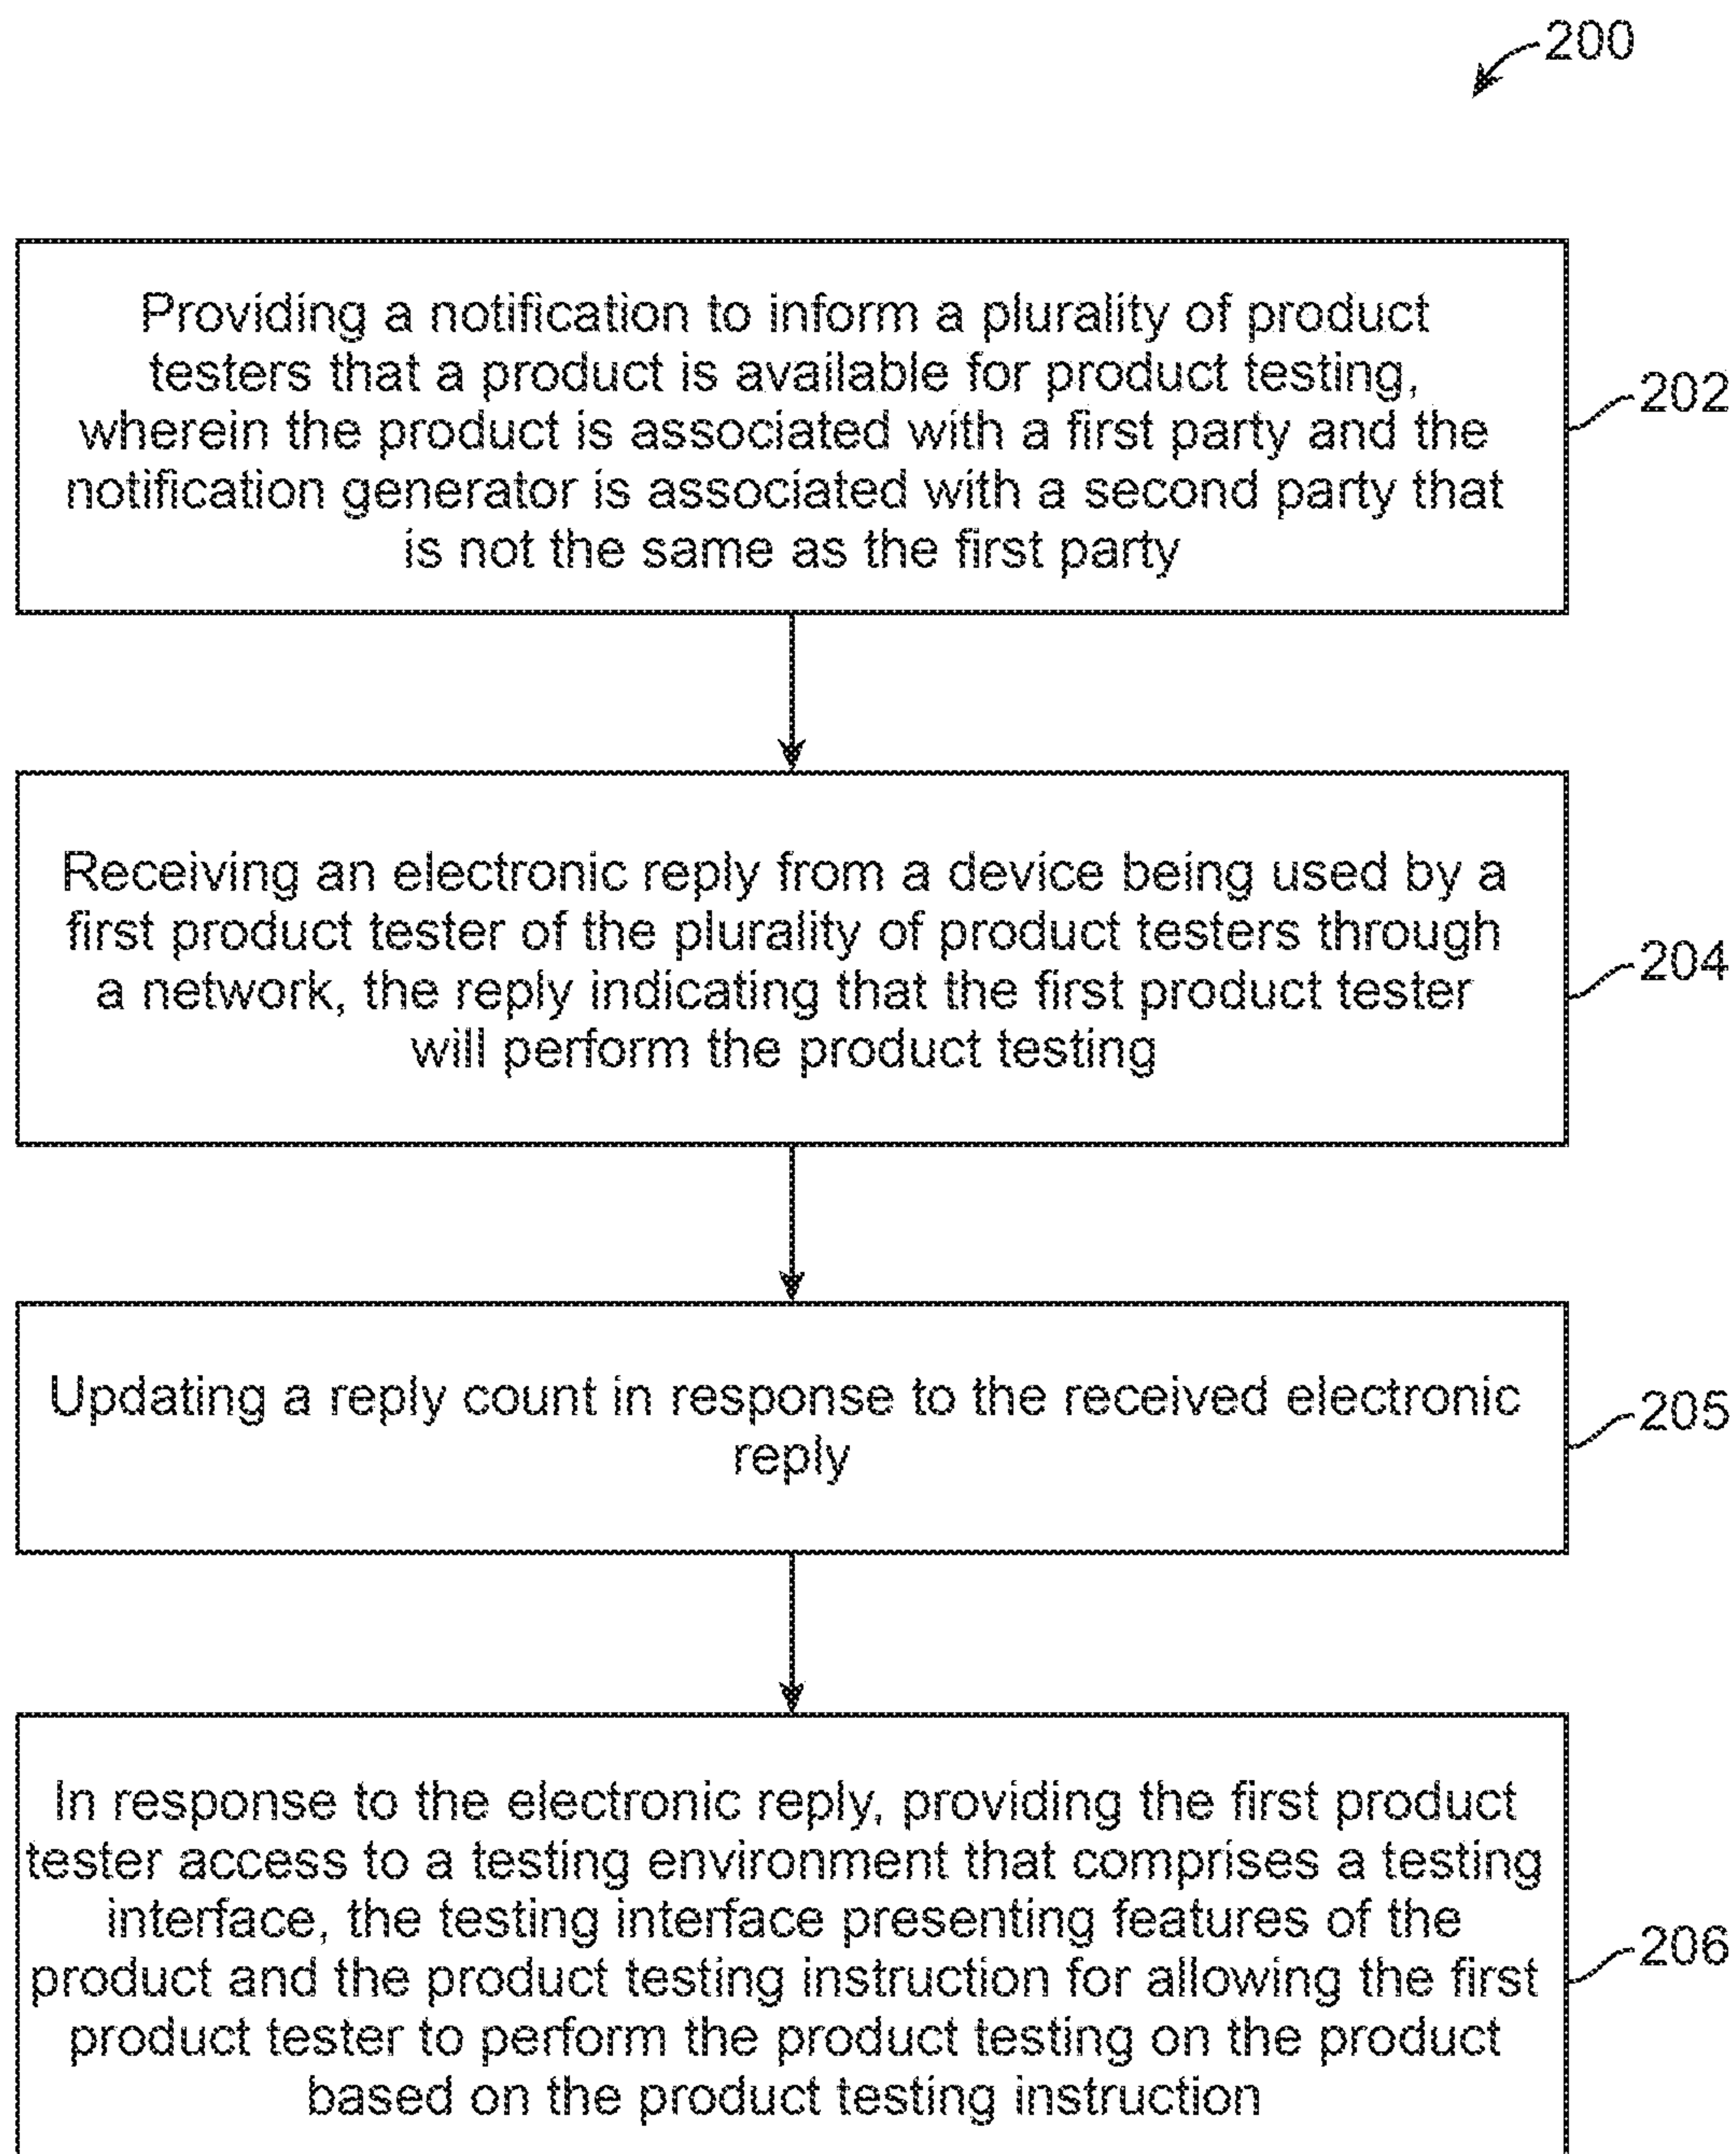 200
Providing a notification to inform a plurality of product
testers that a product is available for product testing,
wherein the product is associated with a first party and the
notification generator is associated with a second party that
is not the same as the first party
202
Receiving an electronic reply from a device being used by a
first product tester of the plurality of product testers through
a network, the reply indicating that the first product tester
will perform the product testing
204
Updating a reply count in response to the received electronic
reply
205
In response to the electronic reply, providing the first product
tester access to a testing environment that comprises a testing
interface, the testing interface presenting features of the
product and the product testing instruction for allowing the first
product tester to perform the product testing on the product
based on the product testing instruction
206